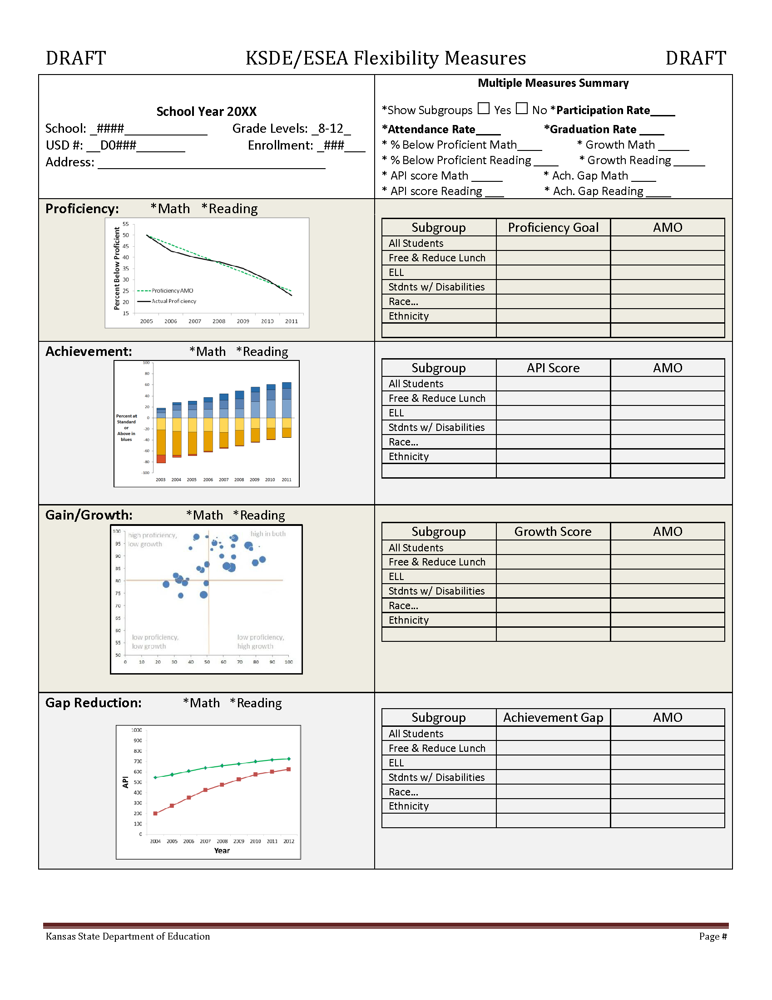 DRAFT KSDE/ESEA Flexibility Measures DRAFT
School Year 20XX
School: _####____________ Grade Levels: _8-12_
USD #: __D0###_______ Enrollment: _###___
Address: _________________________________
Multiple Measures Summary
*Show Subgroups ☐ Yes ☐ No *Participation Rate____
*Attendance Rate____ *Graduation Rate ____
* % Below Proficient Math____ * Growth Math _____
* % Below Proficient Reading ____ * Growth Reading _____
* API score Math _____ * Ach. Gap Math ____
* API score Reading ___ * Ach. Gap Reading ____
Proficiency: *Math *Reading
Percent Below Proficient
55
50
45
40
35
30
25
20
15
Proficiency AMO
Actual Proficiency
2005 2006 2007 2008 2009 2010 2011
Subgroup Proficiency Goal AMO
All Students
Free & Reduce Lunch
ELL
Stdnts w/ Disabilities
Race...
Ethnicity
Achievement: *Math *Reading
Percent at
Standard
or
Above in
blues
100
80
60
40
20
0
-20
-40
-60
-80
-100
2003 2004 2005 2006 2007 2008 2009 2010 2011
Subgroup API Score AMO
All Students
Free & Reduce Lunch
ELL
Stdnts w/ Disabilities
Race...
Ethnicity
Gain/Growth: *Math *Reading
high proficiency,
low growth
high in both
100
95
90
85
80
75
70
65
60
55
50
low proficiency,
low growth
low proficiency,
high growth
0 10 20 30 40 50 60 70 80 90 100
Subgroup Growth Score AMO
All Students
Free & Reduce Lunch
ELL
Stdnts w/ Disabilities
Race...
Ethnicity
Gap Reduction: *Math *Reading
API
1000
900
800
700
600
500
400
300
200
100
0
2004 2005 2006 2007 2008 2009 2010 2011 2012
Year
Subgroup Achievement Gap AMO
All Students
Free & Reduce Lunch
ELL
Stdnts w/ Disabilities
Race...
Ethnicity
Kansas State Department of Education Page #